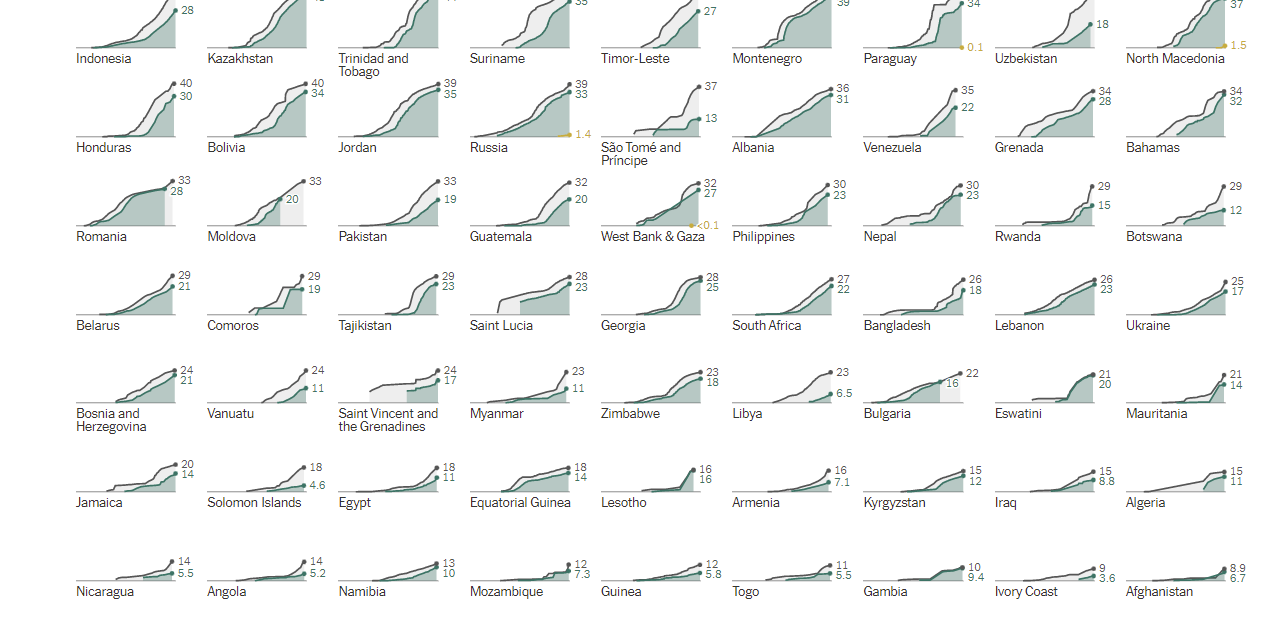 28
35
27
39
34
0.1
18
37
1.5
Indonesia
Kazakhstan
Trinidad and
Tobago
Suriname
Timor-Leste
Montenegro
Paraguay
Uzbekistan
North Macedonia
40
30
40
34
39
35
39
33
1.4
37
13
36
31
35
22
34
28
34
32
Honduras
Bolivia
Jordan
Russia
São Tomé and
Príncipe
Albania
Venezuela
Grenada
Bahamas
33
28
33
20
33
19
32
20
32
27
<0.1
30
23
30
23
29
15
29
12
Romania
Moldova
Pakistan
Guatemala
West Bank & Gaza
Philippines
Nepal
Rwanda
Botswana
29
21
29
19
29
23
28
23
28
25
27
22
26
18
26
23
25
17
Belarus
Comoros
Tajikistan
Saint Lucia
Georgia
South Africa
Bangladesh
Lebanon
Ukraine
24
21
24
11
24
17
23
11
23
18
23
6.5
22
16
21
20
21
14
Bosnia and
Herzegovina
Vanuatu
Saint Vincent and
the Grenadines
Myanmar
Zimbabwe
Libya
Bulgaria
Eswatini
Mauritania
20
14
18
4.6
18
11
18
14
16
16
16
7.1
15
12
15
8.8
15
11
Jamaica
Solomon Islands
Egypt
Equatorial Guinea
Lesotho
Armenia
Kyrgyzstan
Iraq
Algeria
14
5.5
14
5.2
13
10
12
7.3
12
5.8
11
5.5
10
9.4
9
3.6
8.9
6.7
Nicaragua
Angola
Namibia
Mozambique
Guinea
Togo
Gambia
Ivory Coast
Afghanistan